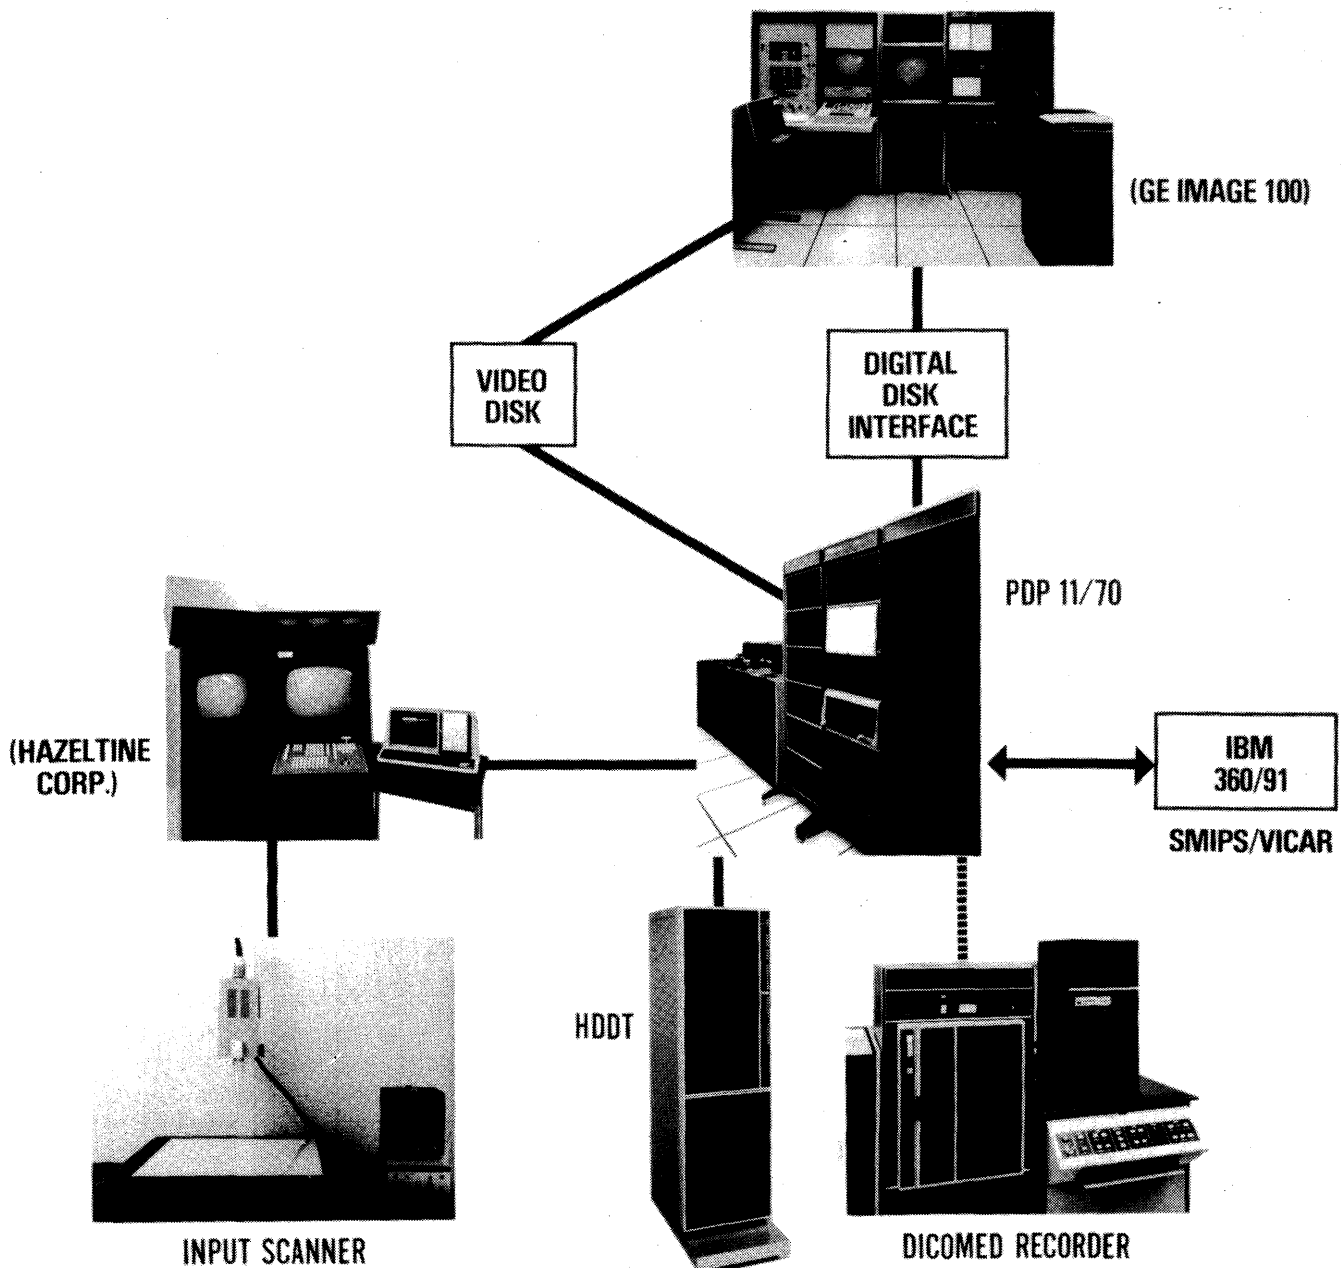 (GE IMAGE 100)
VIDEO
DISK
DIGITAL
DISK
INTERFACE
PDP 11/70
(HAZELTINE
CORP.)
IBM
360/91
SMIPS/VICAR
HDDT
INPUT SCANNER
DICOMED RECORDER